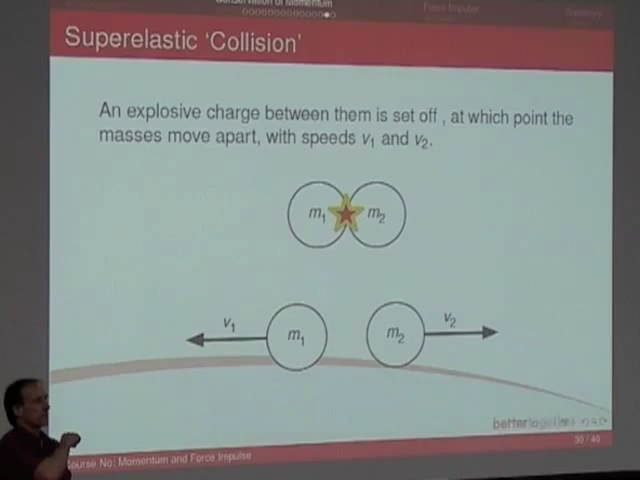 Conservation of Momentum
Force Impulse
Summary
Superelastic 'Collision'
An explosive charge between them is set off , at which point the
masses move apart, with speeds v₁ and v₂.
m₁ m₂
v₁ v₂
m₁ m₂
Course No: Momentum and Force Impulse
30 / 40